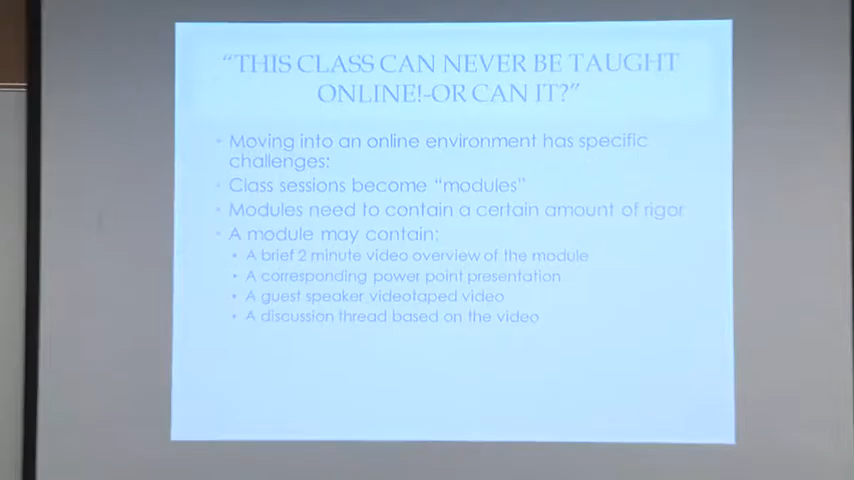 “THIS CLASS CAN NEVER BE TAUGHT
ONLINE!-OR CAN IT?”
• Moving into an online environment has specific
challenges:
• Class sessions become “modules”
• Modules need to contain a certain amount of rigor
• A module may contain:
• A brief 2 minute video overview of the module
• A corresponding power point presentation
• A guest speaker videotaped video
• A discussion thread based on the video